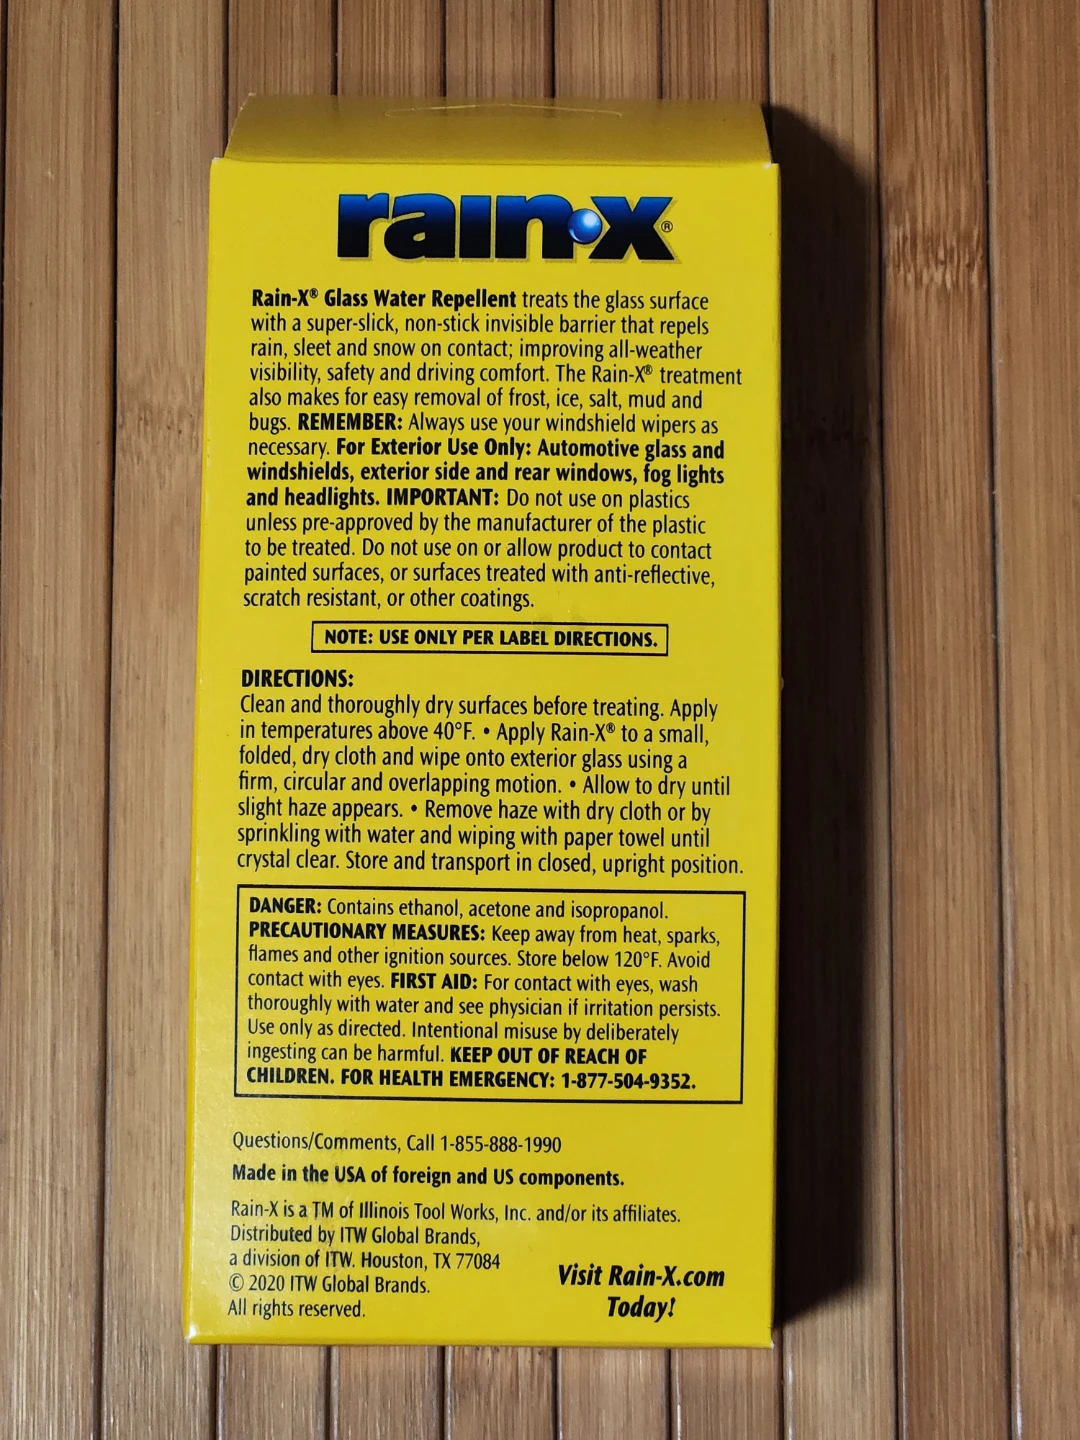 rain•x®
Rain-X® Glass Water Repellent treats the glass surface
with a super-slick, non-stick invisible barrier that repels
rain, sleet and snow on contact; improving all-weather
visibility, safety and driving comfort. The Rain-X® treatment
also makes for easy removal of frost, ice, salt, mud and
bugs. REMEMBER: Always use your windshield wipers as
necessary. For Exterior Use Only: Automotive glass and
windshields, exterior side and rear windows, fog lights
and headlights. IMPORTANT: Do not use on plastics
unless pre-approved by the manufacturer of the plastic
to be treated. Do not use on or allow product to contact
painted surfaces, or surfaces treated with anti-reflective,
scratch resistant, or other coatings.
NOTE: USE ONLY PER LABEL DIRECTIONS.
DIRECTIONS:
Clean and thoroughly dry surfaces before treating. Apply
in temperatures above 40°F. • Apply Rain-X® to a small,
folded, dry cloth and wipe onto exterior glass using a
firm, circular and overlapping motion. • Allow to dry until
slight haze appears. • Remove haze with dry cloth or by
sprinkling with water and wiping with paper towel until
crystal clear. Store and transport in closed, upright position.
DANGER: Contains ethanol, acetone and isopropanol.
PRECAUTIONARY MEASURES: Keep away from heat, sparks,
flames and other ignition sources. Store below 120°F. Avoid
contact with eyes. FIRST AID: For contact with eyes, wash
thoroughly with water and see physician if irritation persists.
Use only as directed. Intentional misuse by deliberately
ingesting can be harmful. KEEP OUT OF REACH OF
CHILDREN. FOR HEALTH EMERGENCY: 1-877-504-9352.
Questions/Comments, Call 1-855-888-1990
Made in the USA of foreign and US components.
Rain-X is a TM of Illinois Tool Works, Inc. and/or its affiliates.
Distributed by ITW Global Brands,
a division of ITW. Houston, TX 77084
© 2020 ITW Global Brands.
All rights reserved.
Visit Rain-X.com
Today!